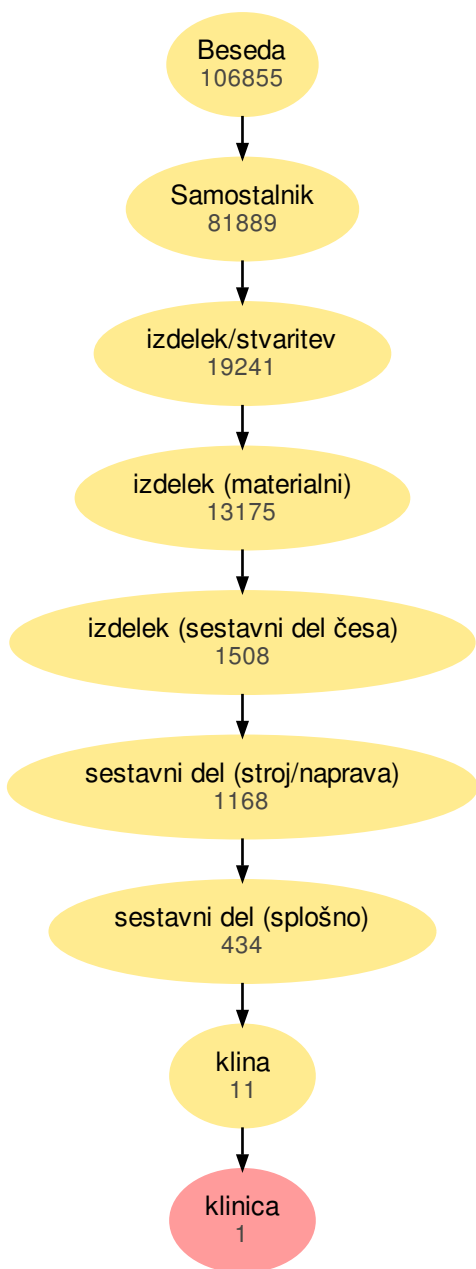 Beseda
106855
Samostalnik
81889
izdelek/stvaritev
19241
izdelek (materialni)
13175
izdelek (sestavni del česa)
1508
sestavni del (stroj/naprava)
1168
sestavni del (splošno)
434
klina
11
klinica
1